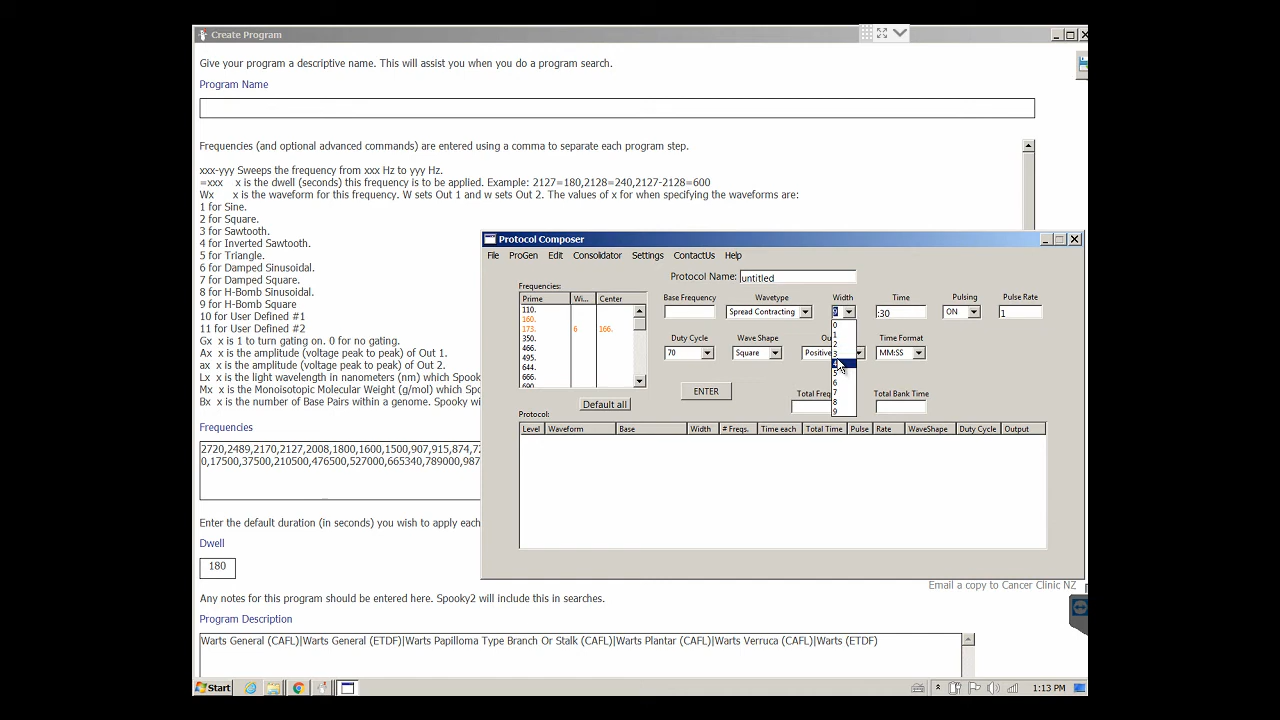 Create Program
Give your program a descriptive name. This will assist you when you do a program search.
Program Name
Frequencies (and optional advanced commands) are entered using a comma to separate each program step.
xxx-yyy Sweeps the frequency from xxx Hz to yyy Hz.
=xxx x is the dwell (seconds) this frequency is to be applied. Example: 2127=180,2128=240,2127-2128=600
Wx x is the waveform for this frequency. W sets Out 1 and w sets Out 2. The values of x for when specifying the waveforms are:
1 for Sine.
2 for Square.
3 for Sawtooth.
4 for Inverted Sawtooth.
5 for Triangle.
6 for Damped Sinusoidal.
7 for Damped Square.
8 for H-Bomb Sinusoidal.
9 for H-Bomb Square
10 for User Defined #1
11 for User Defined #2
Gx x is 1 to turn gating on. 0 for no gating.
Ax x is the amplitude (voltage peak to peak) of Out 1.
ax x is the amplitude (voltage peak to peak) of Out 2.
Lx x is the light wavelength in nanometers (nm) which Spook
Mx x is the Monoisotopic Molecular Weight (g/mol) which Sp
Bx x is the number of Base Pairs within a genome. Spooky wi
Frequencies
2720,2489,2170,2127,2008,1800,1600,1500,907,915,874,7
0,17500,37500,210500,476500,527000,665340,789000,987
Enter the default duration (in seconds) you wish to apply each
Dwell
180
Any notes for this program should be entered here. Spooky2 will include this in searches.
Program Description
Warts General (CAFL)|Warts General (ETDF)|Warts Papilloma Type Branch Or Stalk (CAFL)|Warts Plantar (CAFL)|Warts Verruca (CAFL)|Warts (ETDF)
Protocol Composer
File ProGen Edit Consolidator Settings ContactUs Help
Protocol Name: untitled
Frequencies:
Prime Wi... Center
110.
160.
173. 6 166.
350.
466.
495.
644.
666.
690.
Default all
Base Frequency Wavetype Width Time Pulsing Pulse Rate
Spread Contracting 9 :30 ON 1
0
1
2
3
4
5
6
7
8
9
Duty Cycle Wave Shape Ou Time Format
70 Square Positive MM:SS
ENTER
Total Freq Total Bank Time
Protocol:
Level Waveform Base Width # Freqs. Time each Total Time Pulse Rate WaveShape Duty Cycle Output
Email a copy to Cancer Clinic NZ
Start 1:13 PM